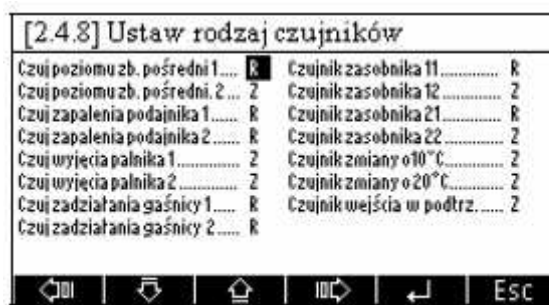 [2.4.8] Ustaw rodzaj czujników
Czuj poziomu zb. pośredni 1.... R
Czuj poziomu zb. pośredni. 2 ... Z
Czuj zapalenia podajnika 1...... R
Czuj zapalenia podajnika 2...... R
Czuj wyjęcia palnika 1............... Z
Czuj wyjęcia palnika 2............... Z
Czuj zadziałania gaśnicy 1...... R
Czuj zadziałania gaśnicy 2...... R
Czujnik zasobnika 11............. R
Czujnik zasobnika 12............. Z
Czujnik zasobnika 21............. R
Czujnik zasobnika 22............. Z
Czujnik zmiany o 10°C............ Z
Czujnik zmiany o 20°C............ Z
Czujnik wejścia w podtrz. ...... Z
Esc